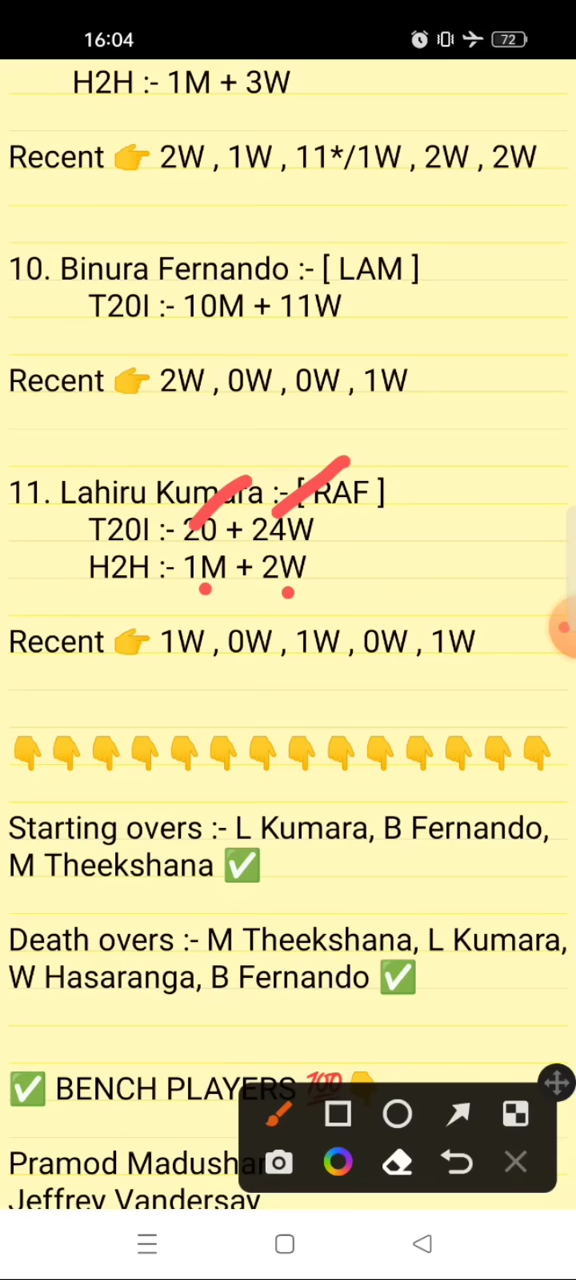 16:04
72
H2H :- 1M + 3W
Recent 👉 2W , 1W , 11*/1W , 2W , 2W
10. Binura Fernando :- [ LAM ]
T20I :- 10M + 11W
Recent 👉 2W , 0W , 0W , 1W
11. Lahiru Kumara :- [ RAF ]
T20I :- 20 + 24W
H2H :- 1M + 2W
Recent 👉 1W , 0W , 1W , 0W , 1W
👇👇👇👇👇👇👇👇👇👇👇👇👇👇
Starting overs :- L Kumara, B Fernando,
M Theekshana ✅
Death overs :- M Theekshana, L Kumara,
W Hasaranga, B Fernando ✅
✅ BENCH PLAYERS 💯👇
Pramod
Jeffrey Vandersay